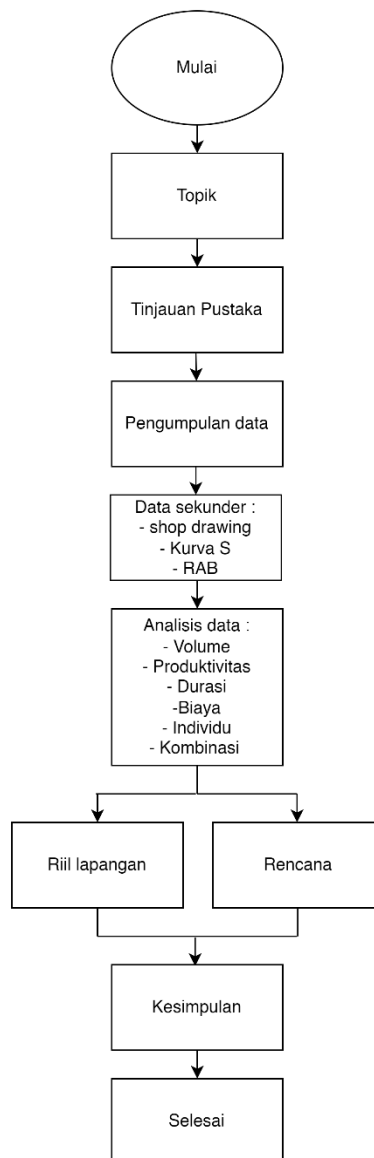 Mulai
Topik
Tinjauan Pustaka
Pengumpulan data
Data sekunder :
- shop drawing
- Kurva S
- RAB
Analisis data :
- Volume
- Produktivitas
- Durasi
-Biaya
- Individu
- Kombinasi
Riil lapangan
Rencana
Kesimpulan
Selesai